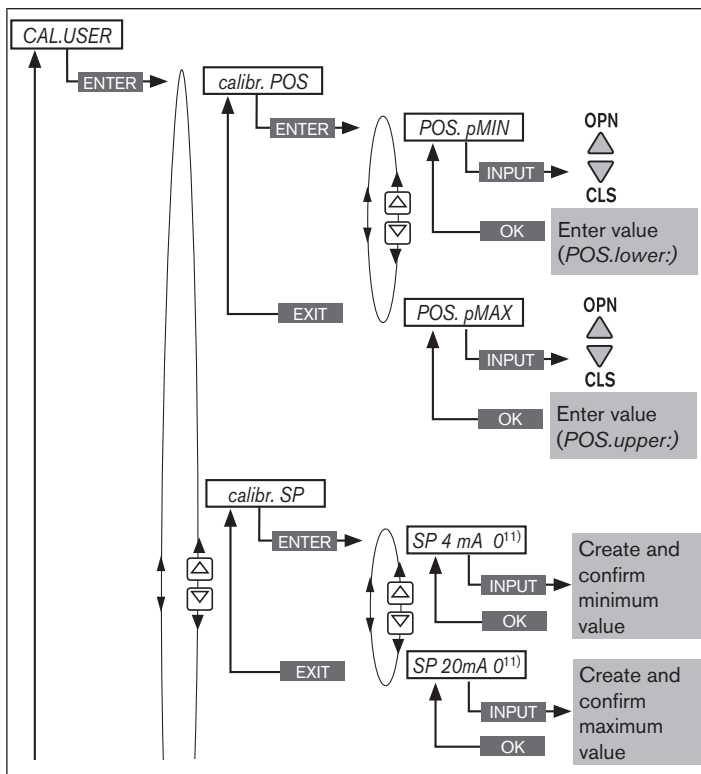 CAL.USER
ENTER
calibr. POS
ENTER
POS. pMIN
INPUT
OPN
CLS
OK
Enter value
(POS.lower:)
EXIT
POS. pMAX
INPUT
OPN
CLS
OK
Enter value
(POS.upper:)
calibr. SP
ENTER
SP 4 mA 0¹¹⁾
INPUT
OK
Create and
confirm
minimum
value
EXIT
SP 20mA 0¹¹⁾
INPUT
OK
Create and
confirm
maximum
value